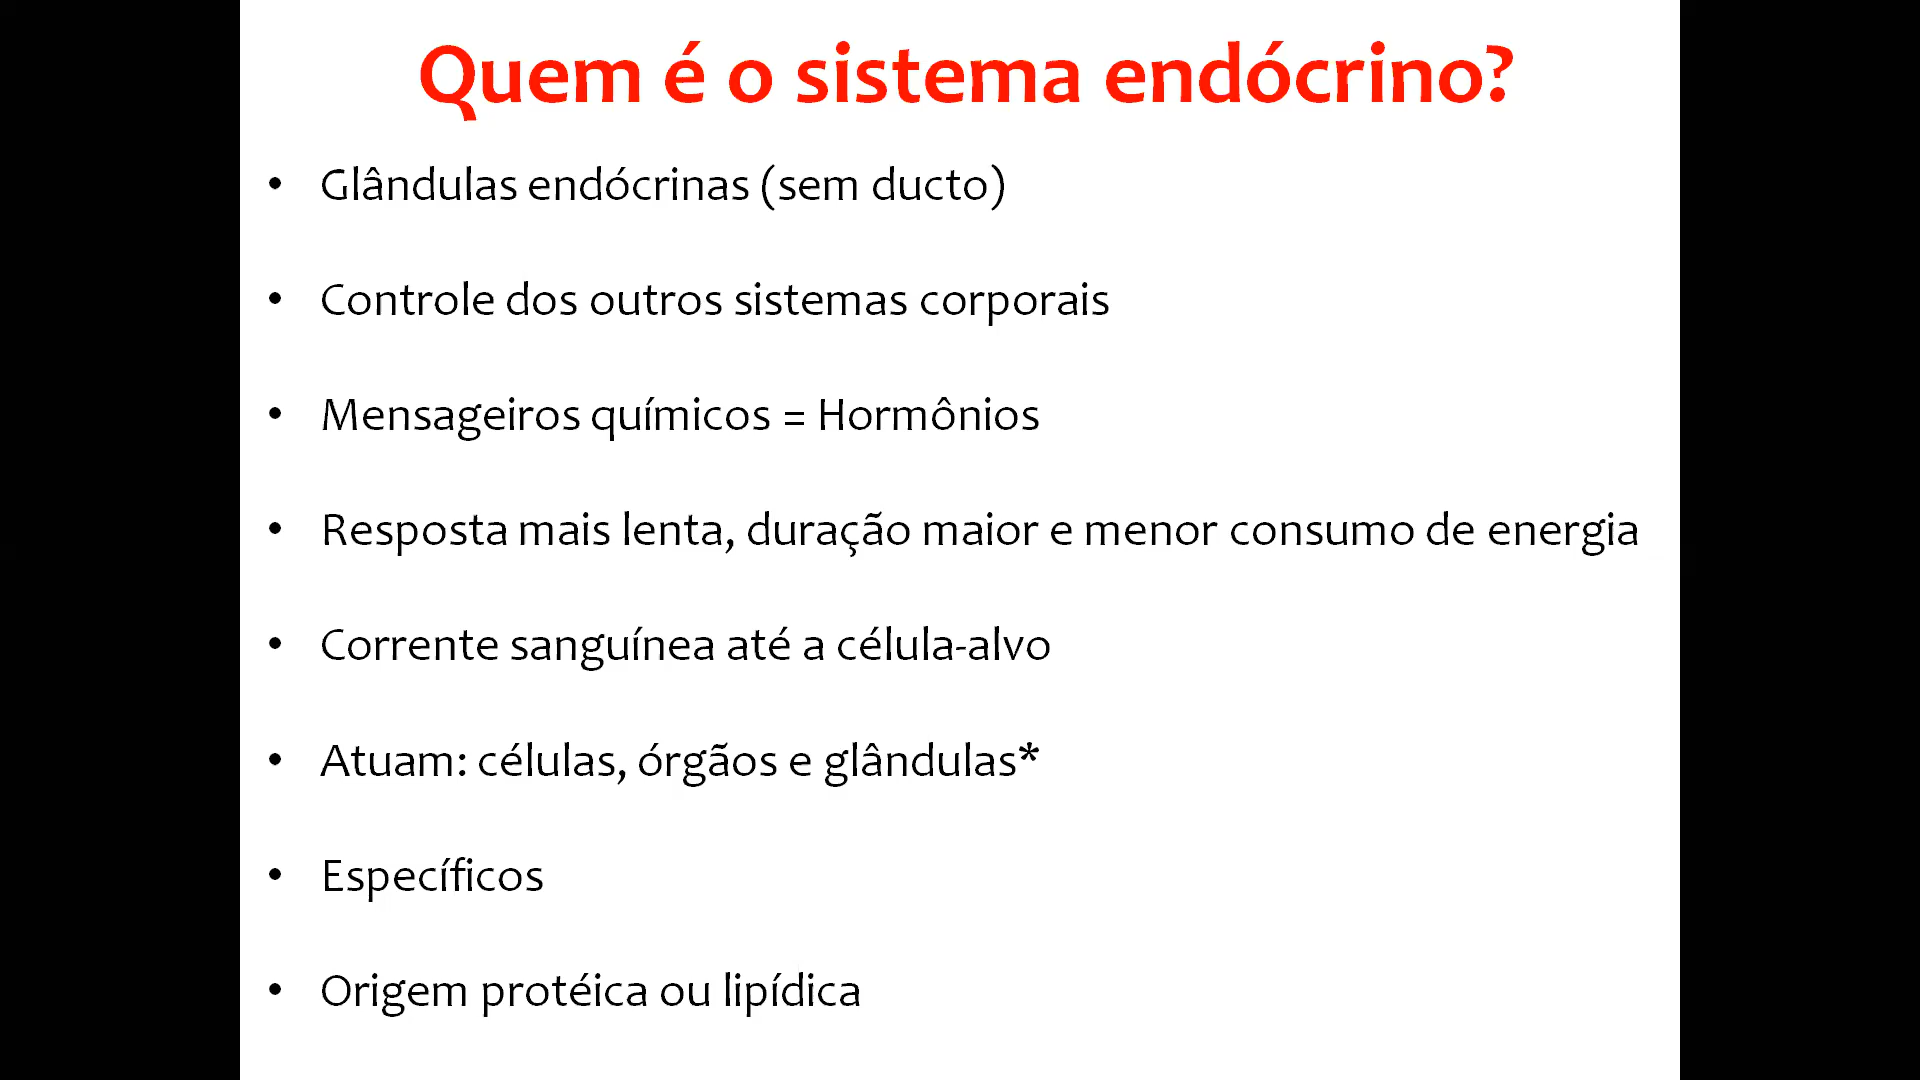 Quem é o sistema endócrino?
• Glândulas endócrinas (sem ducto)
• Controle dos outros sistemas corporais
• Mensageiros químicos = Hormônios
• Resposta mais lenta, duração maior e menor consumo de energia
• Corrente sanguínea até a célula-alvo
• Atuam: células, órgãos e glândulas*
• Específicos
• Origem protéica ou lipídica